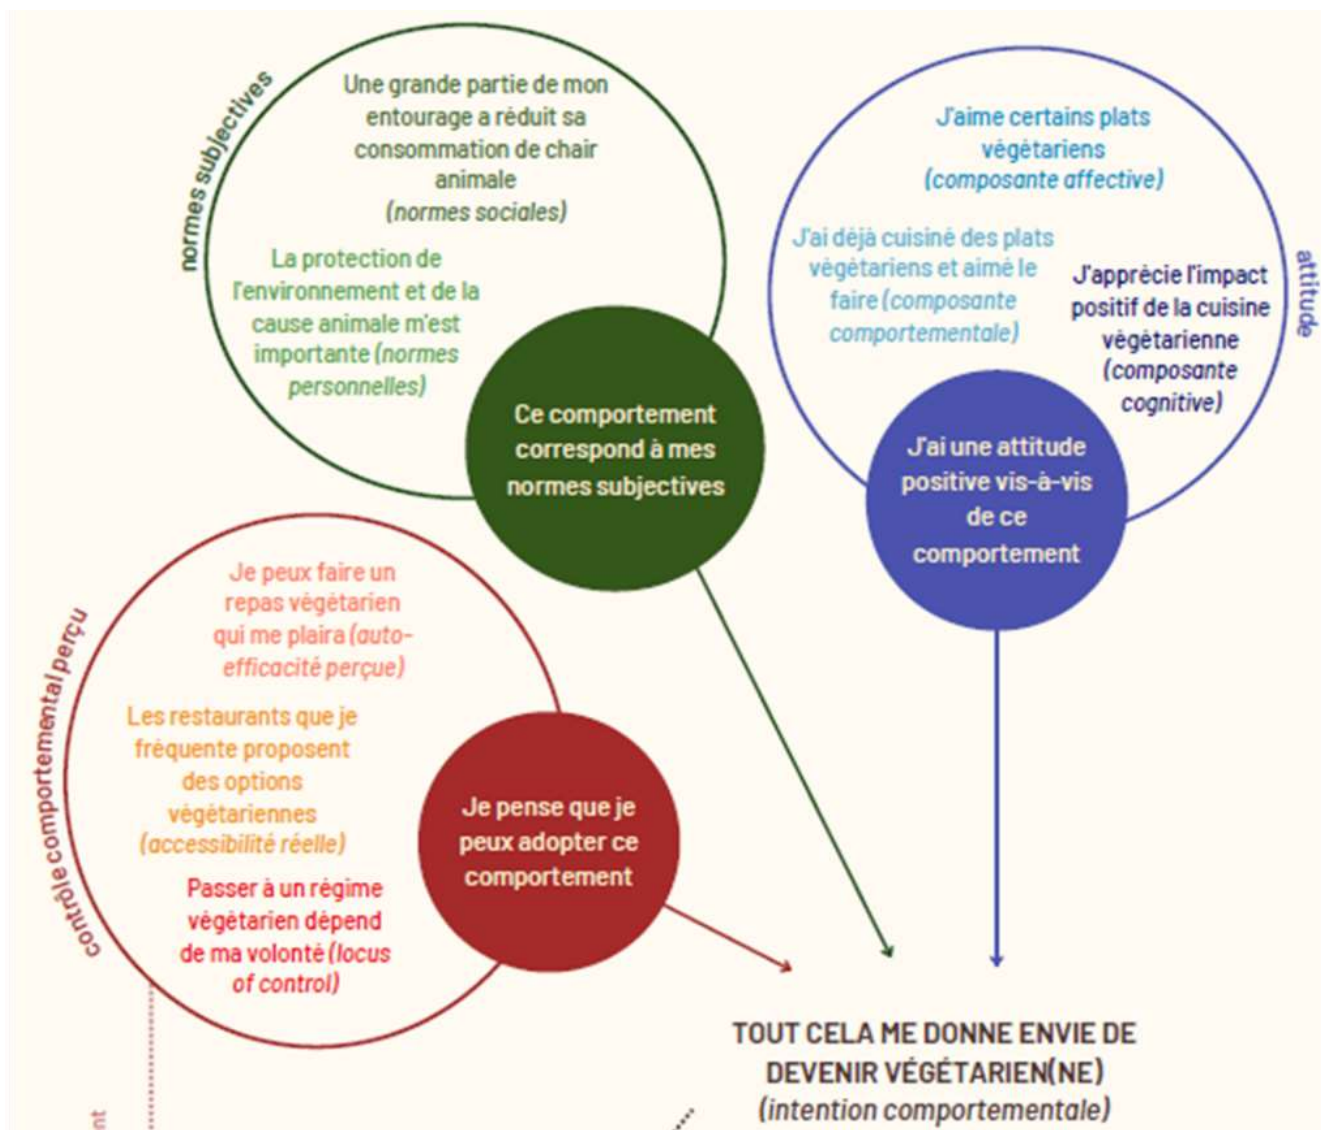 normes subjectives
Une grande partie de mon
entourage a réduit sa
consommation de chair
animale
(normes sociales)
La protection de
l'environnement et de la
cause animale m'est
importante (normes
personnelles)
Ce comportement
correspond à mes
normes subjectives
attitude
J'aime certains plats
végétariens
(composante affective)
J'ai déjà cuisiné des plats
végétariens et aimé le
faire (composante
comportementale)
J'apprécie l'impact
positif de la cuisine
végétarienne
(composante
cognitive)
J'ai une attitude
positive vis-à-vis
de ce
comportement
contrôle comportemental perçu
Je peux faire un
repas végétarien
qui me plaira (auto-
efficacité perçue)
Les restaurants que je
fréquente proposent
des options
végétariennes
(accessibilité réelle)
Passer à un régime
végétarien dépend
de ma volonté (locus
of control)
Je pense que je
peux adopter ce
comportement
TOUT CELA ME DONNE ENVIE DE
DEVENIR VÉGÉTARIEN(NE)
(intention comportementale)